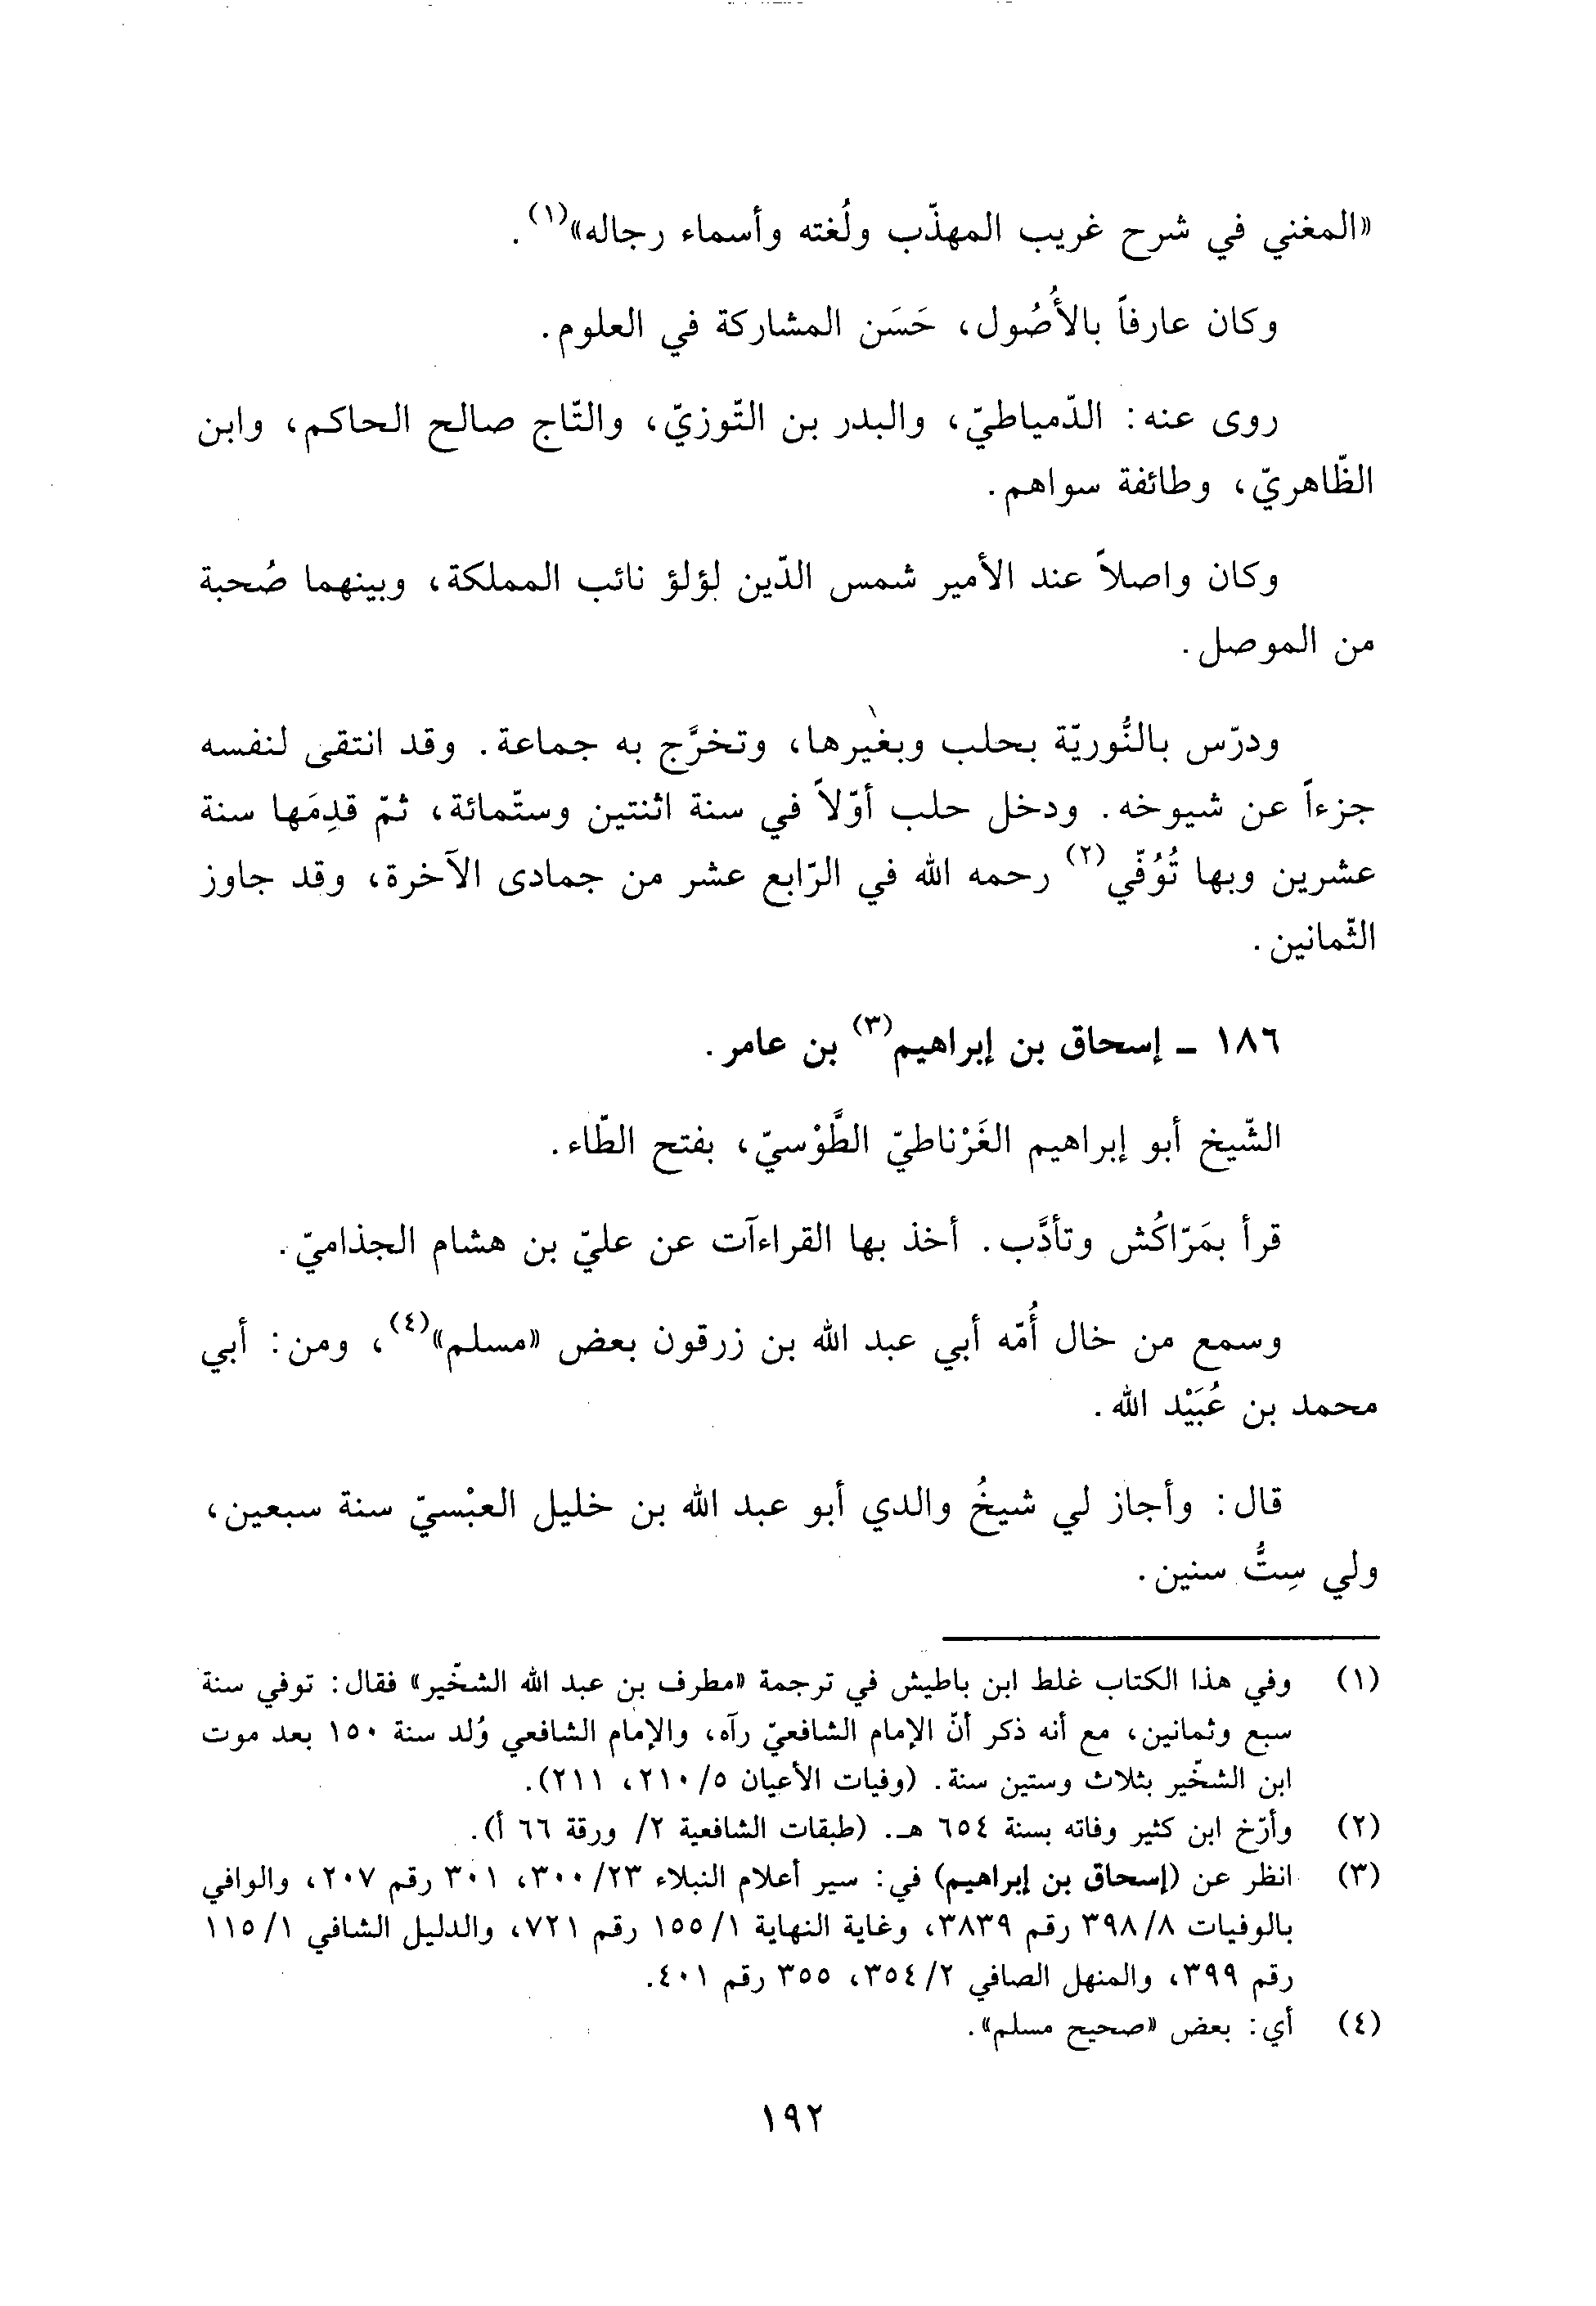 «المغني في شرح غريب المهذّب ولُغته وأسماء رجاله»(١).
وكان عارفاً بالأُصُول، حَسَن المشاركة في العلوم.
روى عنه: الدّمياطيّ، والبدر بن التّوزيّ، والتّاج صالح الحاكم، وابن
الظّاهريّ، وطائفة سواهم.
وكان واصلاً عند الأمير شمس الدّين لؤلؤ نائب المملكة، وبينهما صُحبة
من الموصل.
ودرّس بالنُّوريّة بحلب وبغيرها، وتخرَّج به جماعة. وقد انتقى لنفسه
جزءاً عن شيوخه. ودخل حلب أوّلاً في سنة اثنتين وستّمائة، ثمّ قدِمَها سنة
عشرين وبها تُوُفّي(٢) رحمه الله في الرّابع عشر من جمادى الآخرة، وقد جاوز
الثّمانين.
١٨٦ ــ إسحاق بن إبراهيم(٣) بن عامر.
الشّيخ أبو إبراهيم الغَرْناطيّ الطَّوْسيّ، بفتح الطّاء.
قرأ بمَرّاكُش وتأدَّب. أخذ بها القراءآت عن عليّ بن هشام الجذاميّ.
وسمع من خال أُمّه أبي عبد الله بن زرقون بعض «مسلم»(٤)، ومن: أبي
محمد بن عُبَيْد الله.
قال: وأجاز لي شيخُ والدي أبو عبد الله بن خليل العبْسيّ سنة سبعين،
ولي سِتُّ سنين.
(١) وفي هذا الكتاب غلط ابن باطيش في ترجمة «مطرف بن عبد الله الشخّير» فقال: توفي سنة
سبع وثمانين، مع أنه ذكر أنّ الإمام الشافعيّ رآه، والإمام الشافعي وُلد سنة ١٥٠ بعد موت
ابن الشخّير بثلاث وستين سنة. (وفيات الأعيان ٥/ ٢١٠، ٢١١).
(٢) وأرّخ ابن كثير وفاته بسنة ٦٥٤ هـ. (طبقات الشافعية ٢/ ورقة ٦٦ أ).
(٣) انظر عن (إسحاق بن إبراهيم) في: سير أعلام النبلاء ٢٣/ ٣٠٠، ٣٠١ رقم ٢٠٧، والوافي
بالوفيات ٨/ ٣٩٨ رقم ٣٨٣٩، وغاية النهاية ١/ ١٥٥ رقم ٧٢١، والدليل الشافي ١/ ١١٥
رقم ٣٩٩، والمنهل الصافي ٢/ ٣٥٤، ٣٥٥ رقم ٤٠١.
(٤) أي: بعض «صحيح مسلم».
١٩٢